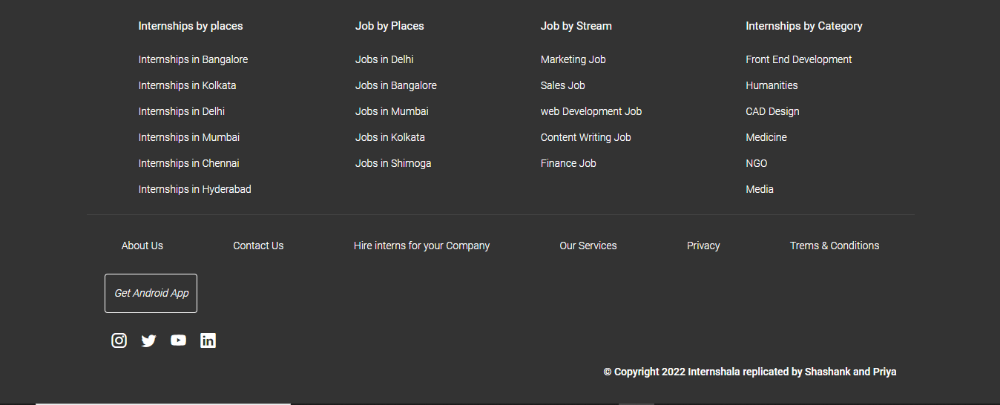 Internships by places
Internships in Bangalore
Internships in Kolkata
Internships in Delhi
Internships in Mumbai
Internships in Chennai
Internships in Hyderabad
Job by Places
Jobs in Delhi
Jobs in Bangalore
Jobs in Mumbai
Jobs in Kolkata
Jobs in Shimoga
Job by Stream
Marketing Job
Sales Job
web Development Job
Content Writing Job
Finance Job
Internships by Category
Front End Development
Humanities
CAD Design
Medicine
NGO
Media
About Us
Contact Us
Hire interns for your Company
Our Services
Privacy
Trems & Conditions
Get Android App
© Copyright 2022 Internshala replicated by Shashank and Priya